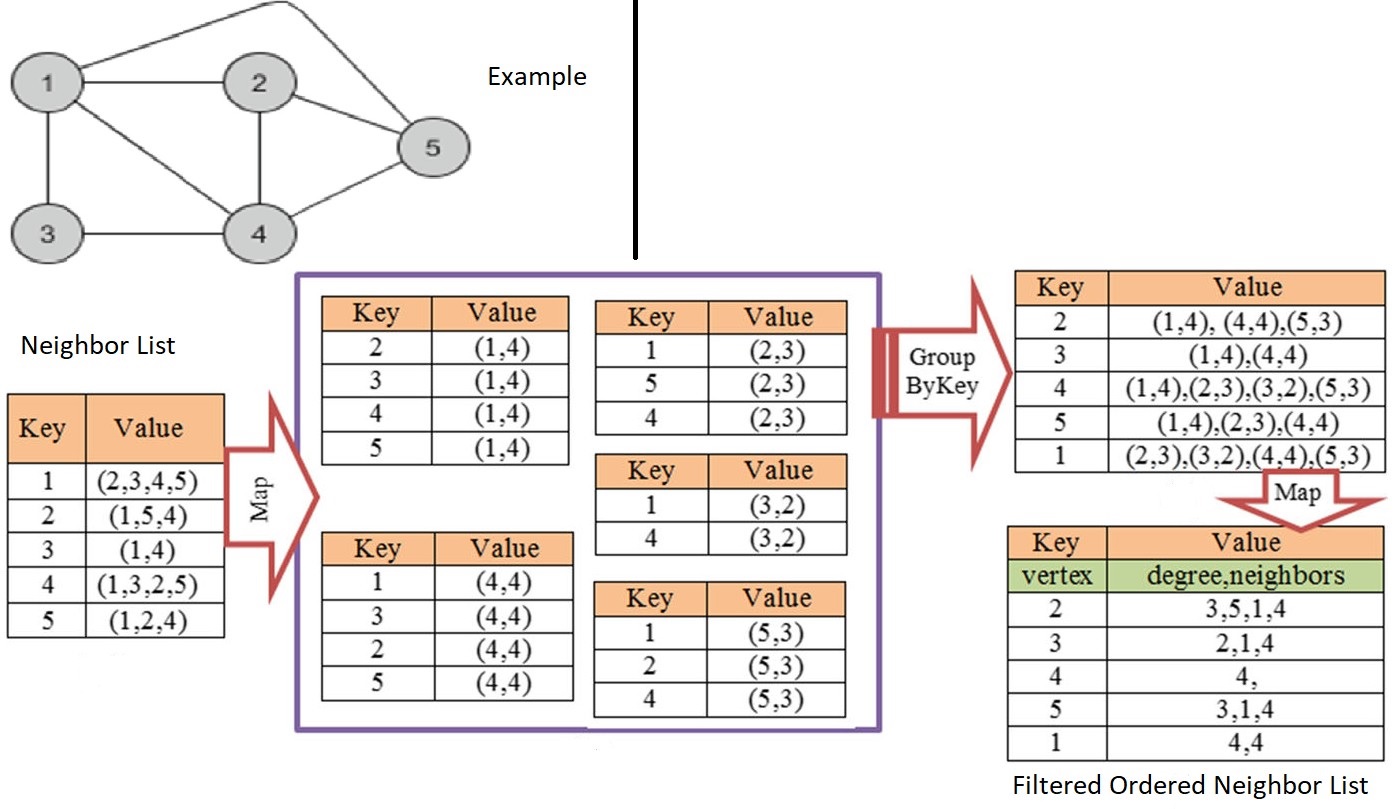 1
2
Example
5
3
4
Neighbor List
Key Value
1 (2,3,4,5)
2 (1,5,4)
3 (1,4)
4 (1,3,2,5)
5 (1,2,4)
Map
Key Value
2 (1,4)
3 (1,4)
4 (1,4)
5 (1,4)
Key Value
1 (4,4)
3 (4,4)
2 (4,4)
5 (4,4)
Key Value
1 (2,3)
5 (2,3)
4 (2,3)
Key Value
1 (3,2)
4 (3,2)
Key Value
1 (5,3)
2 (5,3)
4 (5,3)
Group
ByKey
Key Value
2 (1,4), (4,4),(5,3)
3 (1,4),(4,4)
4 (1,4),(2,3),(3,2),(5,3)
5 (1,4),(2,3),(4,4)
1 (2,3),(3,2),(4,4),(5,3)
Map
Key Value
vertex degree,neighbors
2 3,5,1,4
3 2,1,4
4 4,
5 3,1,4
1 4,4
Filtered Ordered Neighbor List